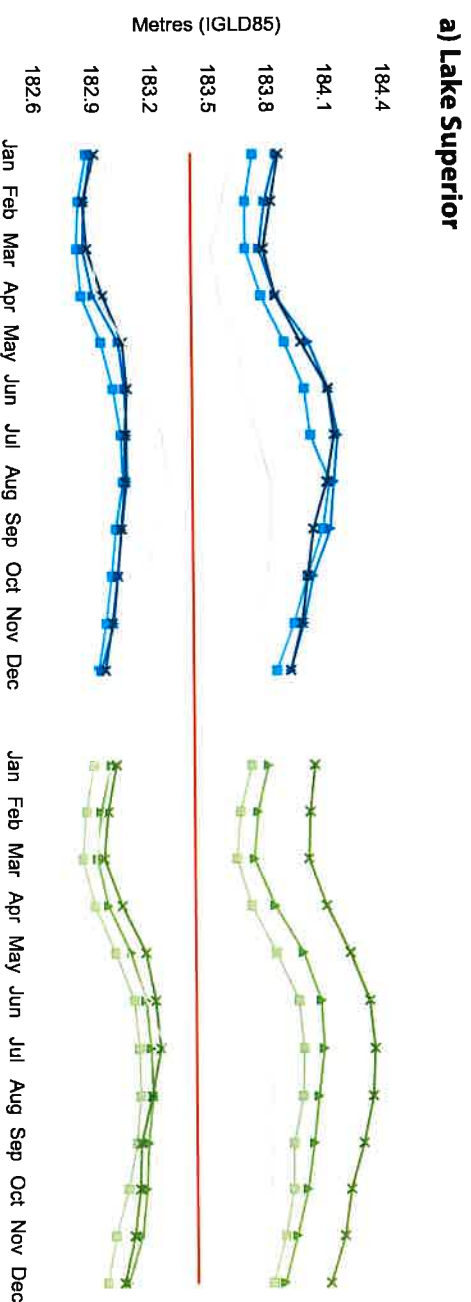 a) Lake Superior
Metres (IGLD85)
184.4
184.1
183.8
183.5
183.2
182.9
182.6
Jan Feb Mar Apr May Jun Jul Aug Sep Oct Nov Dec
Jan Feb Mar Apr May Jun Jul Aug Sep Oct Nov Dec